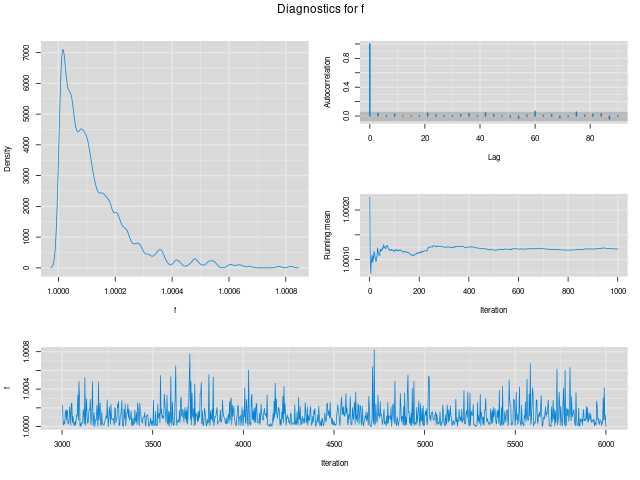 Diagnostics for f
Density
0 1000 2000 3000 4000 5000 6000 7000
1.0000 1.0002 1.0004 1.0006 1.0008
f
Autocorrelation
0.0 0.4 0.8
0 20 40 60 80
Lag
Running mean
1.00010 1.00020
0 200 400 600 800 1000
Iteration
f
1.0000 1.0004 1.0008
3000 3500 4000 4500 5000 5500 6000
Iteration